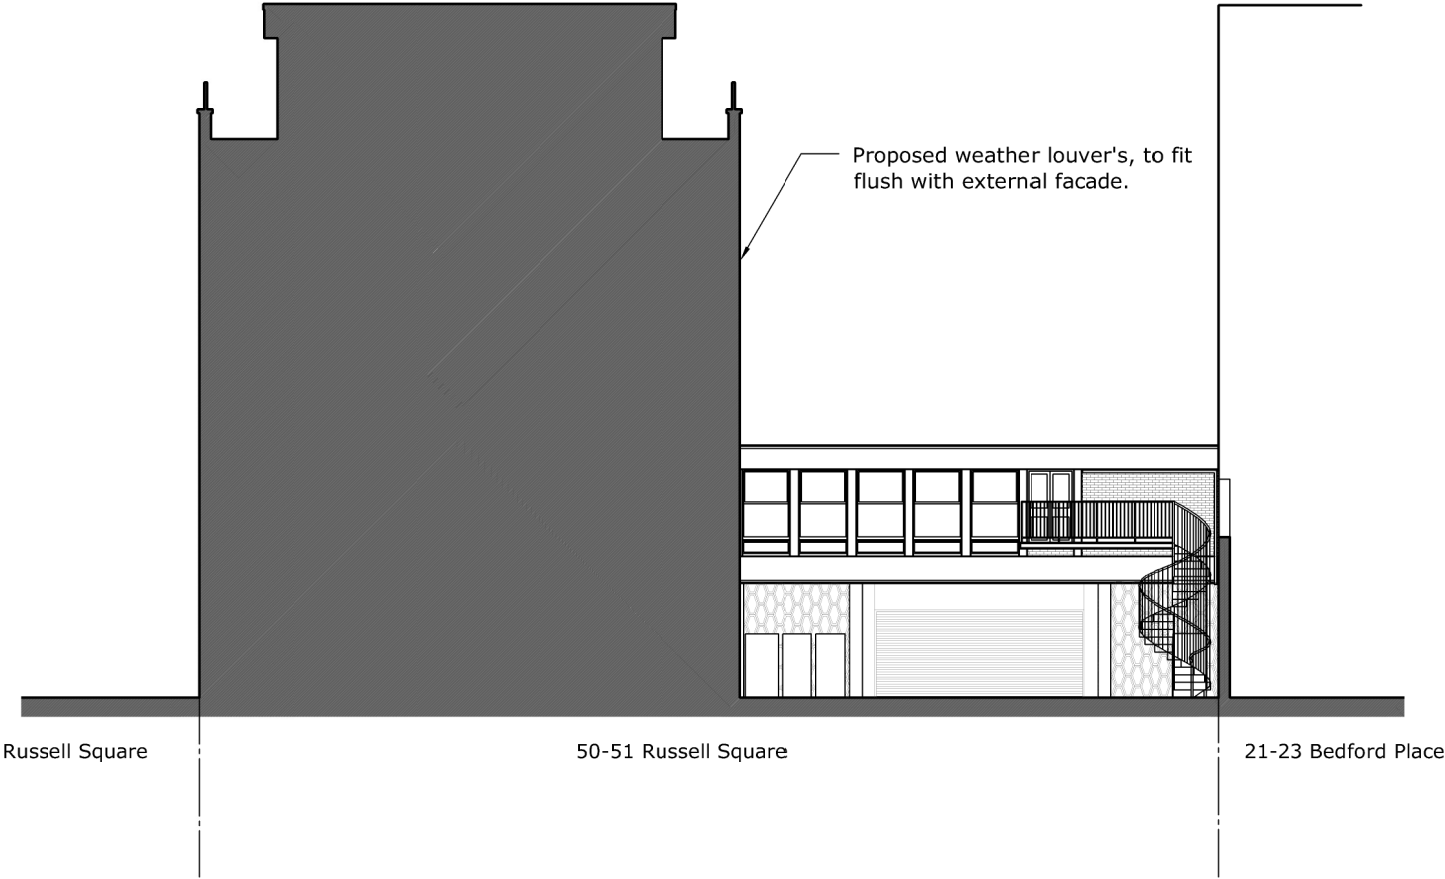 Proposed weather louver's, to fit
flush with external facade.
Russell Square
50-51 Russell Square
21-23 Bedford Place